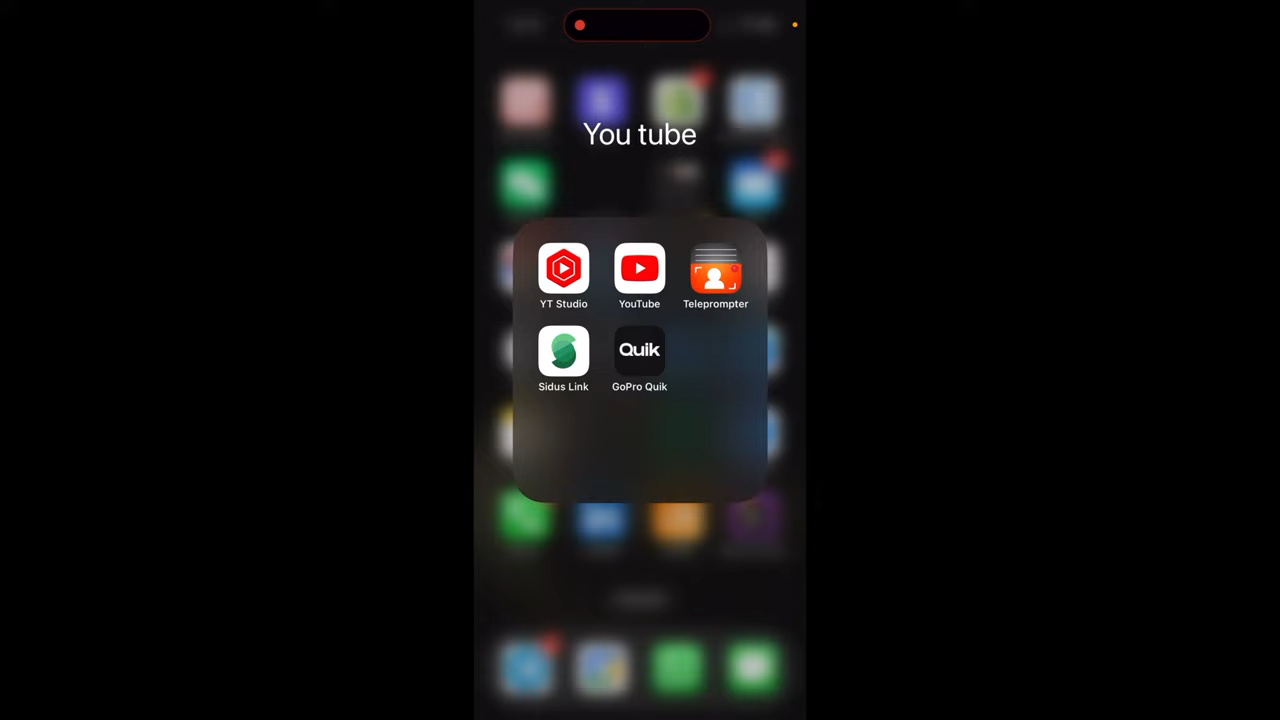 You tube
YT Studio
YouTube
Teleprompter
Quik
Sidus Link
GoPro Quik